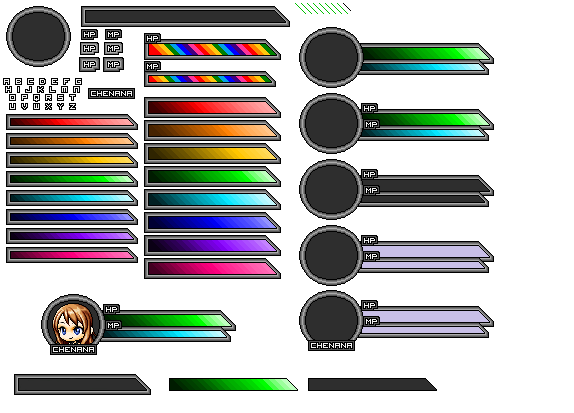 HP MP
HP MP
HP MP
HP
MP
A B C D E F G
H I J K L M N
O P Q R S T
U V W X Y Z
CHENANA
HP
MP
HP
MP
HP
MP
HP
MP
CHENANA
HP
MP
CHENANA